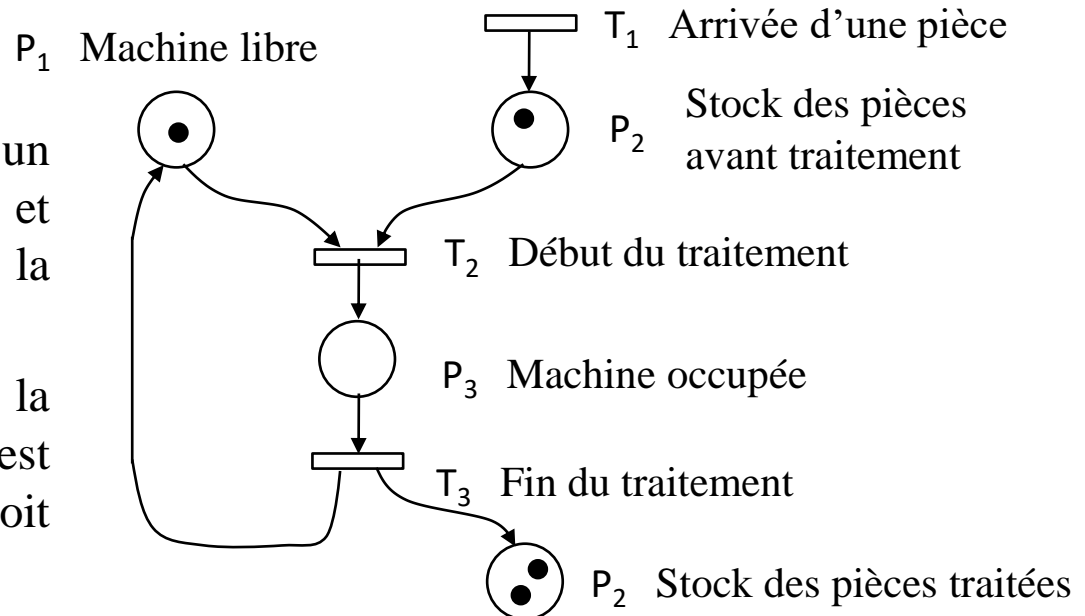 T1 Arrivée d’une pièce
P1 Machine libre
Stock des pièces
P2
avant traitement
un
et
la
T2 Début du traitement
P3 Machine occupée
la
est
oit
T3 Fin du traitement
P2 Stock des pièces traitées